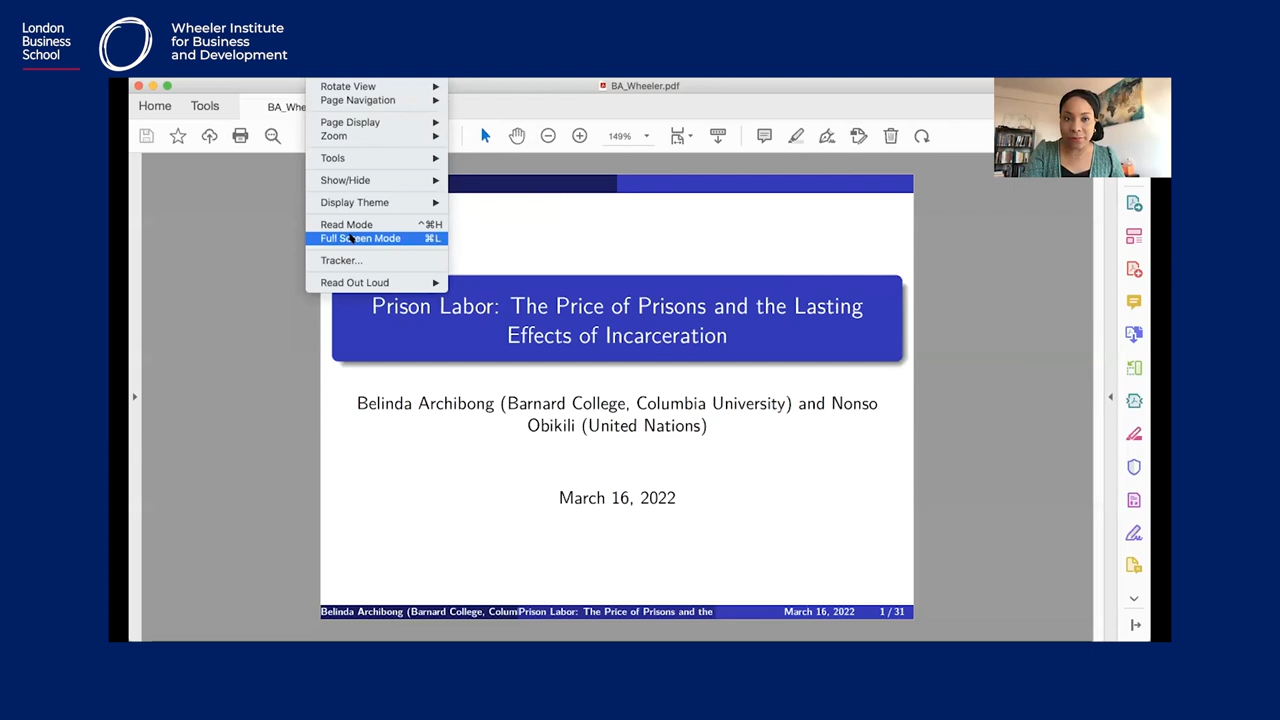 London
Business
School
Wheeler Institute
for Business
and Development
BA_Wheeler.pdf
Home
Tools
BA_Whe
149%
Rotate View
Page Navigation
Page Display
Zoom
Tools
Show/Hide
Display Theme
Read Mode ^⌘H
Full Screen Mode ⌘L
Tracker...
Read Out Loud
Prison Labor: The Price of Prisons and the Lasting
Effects of Incarceration
Belinda Archibong (Barnard College, Columbia University) and Nonso
Obikili (United Nations)
March 16, 2022
Belinda Archibong (Barnard College, Colum
Prison Labor: The Price of Prisons and the
March 16, 2022
1 / 31